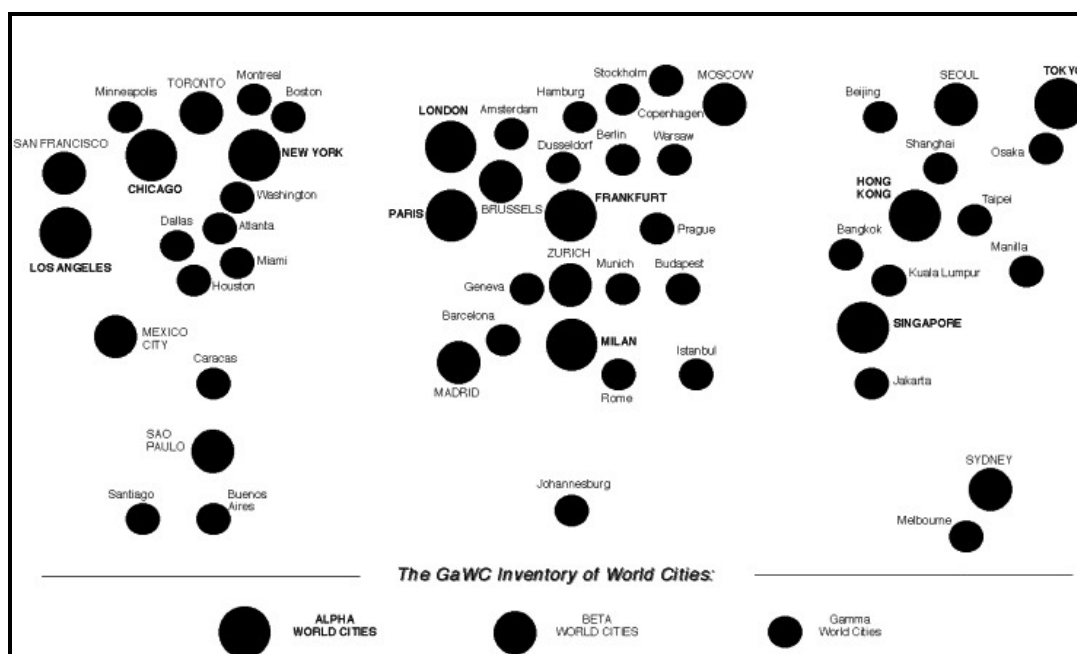 Minneapolis
TORONTO
Montreal
Boston
SAN FRANCISCO
CHICAGO
NEW YORK
Washington
Dallas
Atlanta
LOS ANGELES
Miami
Houston
MEXICO
CITY
Caracas
SAO
PAULO
Santiago
Buenos
Aires
Stockholm
Hamburg
MOSCOW
LONDON
Amsterdam
Copenhagen
Berlin
Warsaw
Dusseldorf
PARIS
BRUSSELS
FRANKFURT
Prague
ZURICH
Munich
Budapest
Geneva
Barcelona
MILAN
Istanbul
MADRID
Rome
Johannesburg
Beijing
SEOUL
TOKYO
Shanghai
Osaka
HONG
KONG
Taipei
Bangkok
Manilla
Kuala Lumpur
SINGAPORE
Jakarta
SYDNEY
Melbourne
The GaWC Inventory of World Cities:
ALPHA
WORLD CITIES
BETA
WORLD CITIES
Gamma
World Cities